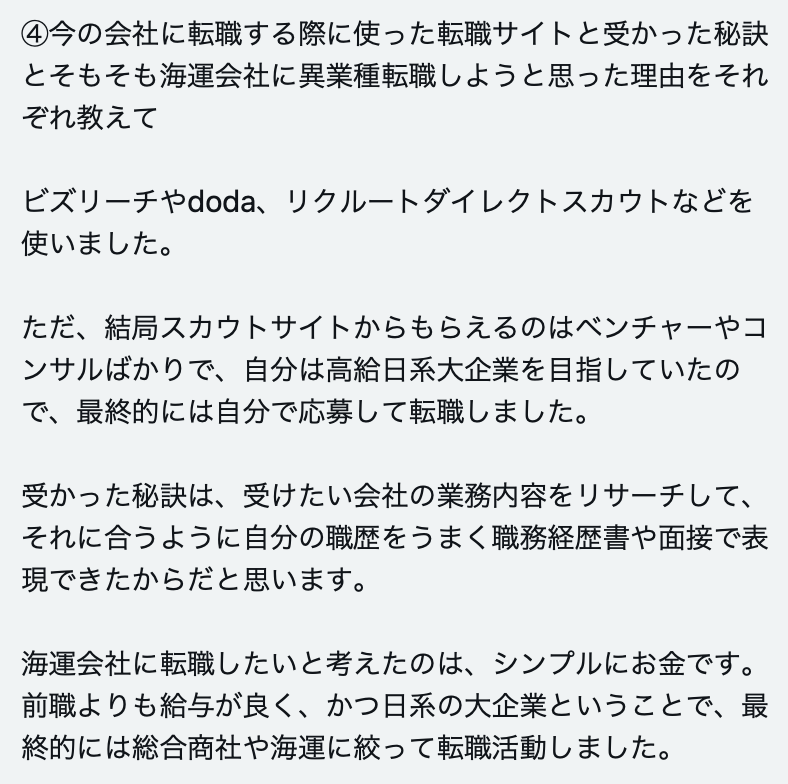 ④今の会社に転職する際に使った転職サイトと受かった秘訣
とそもそも海運会社に異業種転職しようと思った理由をそれ
ぞれ教えて
ビズリーチやdoda、リクルートダイレクトスカウトなどを
使いました。
ただ、結局スカウトサイトからもらえるのはベンチャーやコ
ンサルばかりで、自分は高給日系大企業を目指していたの
で、最終的には自分で応募して転職しました。
受かった秘訣は、受けたい会社の業務内容をリサーチして、
それに合うように自分の職歴をうまく職務経歴書や面接で表
現できたからだと思います。
海運会社に転職したいと考えたのは、シンプルにお金です。
前職よりも給与が良く、かつ日系の大企業ということで、最
終的には総合商社や海運に絞って転職活動しました。